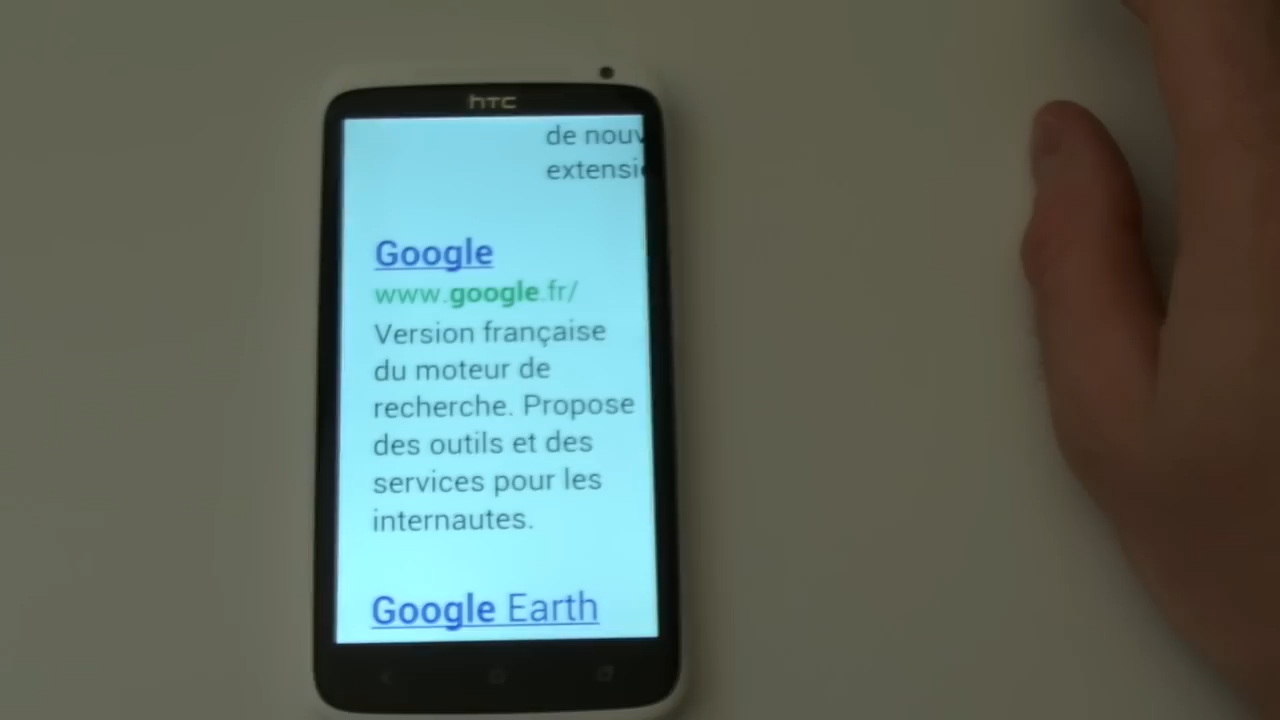 hTC
de nouv
extensi
Google
www.google.fr/
Version française
du moteur de
recherche. Propose
des outils et des
services pour les
internautes.
Google Earth